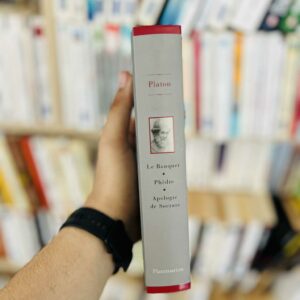 Platon
Le Banquet
•
Phèdre
•
Apologie
de Socrate
Flammarion